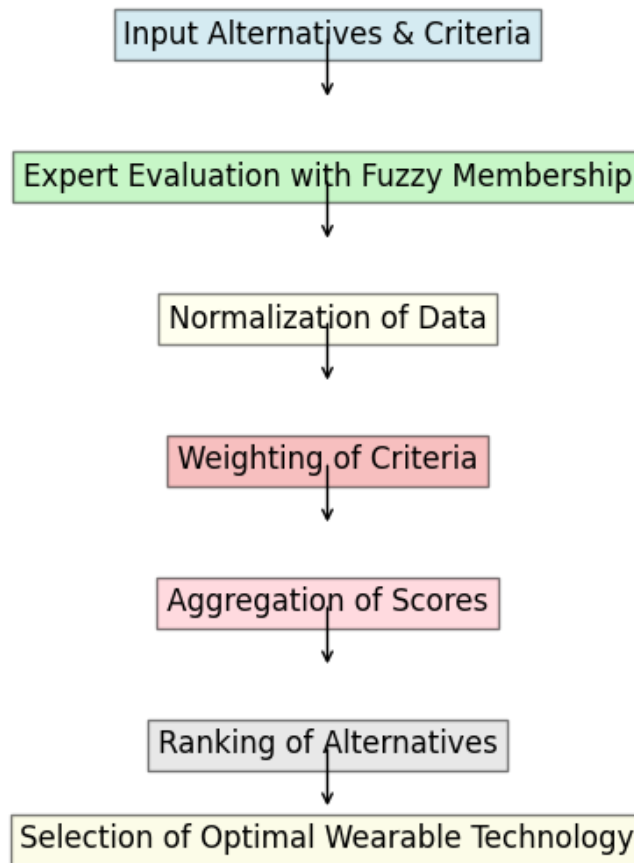 Input Alternatives & Criteria
Expert Evaluation with Fuzzy Membership
Normalization of Data
Weighting of Criteria
Aggregation of Scores
Ranking of Alternatives
Selection of Optimal Wearable Technology